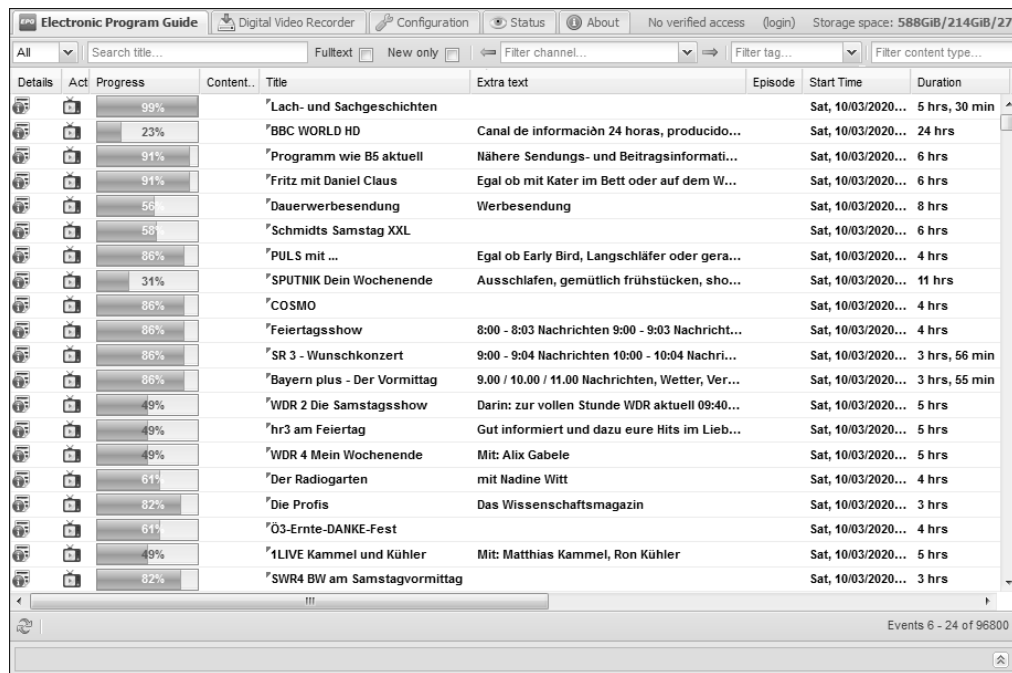 EPG Electronic Program Guide Digital Video Recorder Configuration Status About No verified access (login) Storage space: 588GiB/214GiB/27
All Search title... Fulltext New only Filter channel... Filter tag... Filter content type...
Details Act Progress Content.. Title Extra text Episode Start Time Duration
99% Lach- und Sachgeschichten Sat, 10/03/2020... 5 hrs, 30 min
23% BBC WORLD HD Canal de informaciòn 24 horas, producido... Sat, 10/03/2020... 24 hrs
91% Programm wie B5 aktuell Nähere Sendungs- und Beitragsinformati... Sat, 10/03/2020... 6 hrs
91% Fritz mit Daniel Claus Egal ob mit Kater im Bett oder auf dem W... Sat, 10/03/2020... 6 hrs
56% Dauerwerbesendung Werbesendung Sat, 10/03/2020... 8 hrs
58% Schmidts Samstag XXL Sat, 10/03/2020... 6 hrs
86% PULS mit ... Egal ob Early Bird, Langschläfer oder gera... Sat, 10/03/2020... 4 hrs
31% SPUTNIK Dein Wochenende Ausschlafen, gemütlich frühstücken, sho... Sat, 10/03/2020... 11 hrs
86% COSMO Sat, 10/03/2020... 4 hrs
86% Feiertagsshow 8:00 - 8:03 Nachrichten 9:00 - 9:03 Nachricht... Sat, 10/03/2020... 4 hrs
86% SR 3 - Wunschkonzert 9:00 - 9:04 Nachrichten 10:00 - 10:04 Nachri... Sat, 10/03/2020... 3 hrs, 56 min
86% Bayern plus - Der Vormittag 9.00 / 10.00 / 11.00 Nachrichten, Wetter, Ver... Sat, 10/03/2020... 3 hrs, 55 min
49% WDR 2 Die Samstagsshow Darin: zur vollen Stunde WDR aktuell 09:40... Sat, 10/03/2020... 5 hrs
49% hr3 am Feiertag Gut informiert und dazu eure Hits im Lieb... Sat, 10/03/2020... 5 hrs
49% WDR 4 Mein Wochenende Mit: Alix Gabele Sat, 10/03/2020... 5 hrs
61% Der Radiogarten mit Nadine Witt Sat, 10/03/2020... 4 hrs
82% Die Profis Das Wissenschaftsmagazin Sat, 10/03/2020... 3 hrs
61% Ö3-Ernte-DANKE-Fest Sat, 10/03/2020... 4 hrs
49% 1LIVE Kammel und Kühler Mit: Matthias Kammel, Ron Kühler Sat, 10/03/2020... 5 hrs
82% SWR4 BW am Samstagvormittag Sat, 10/03/2020... 3 hrs
Events 6 - 24 of 96800